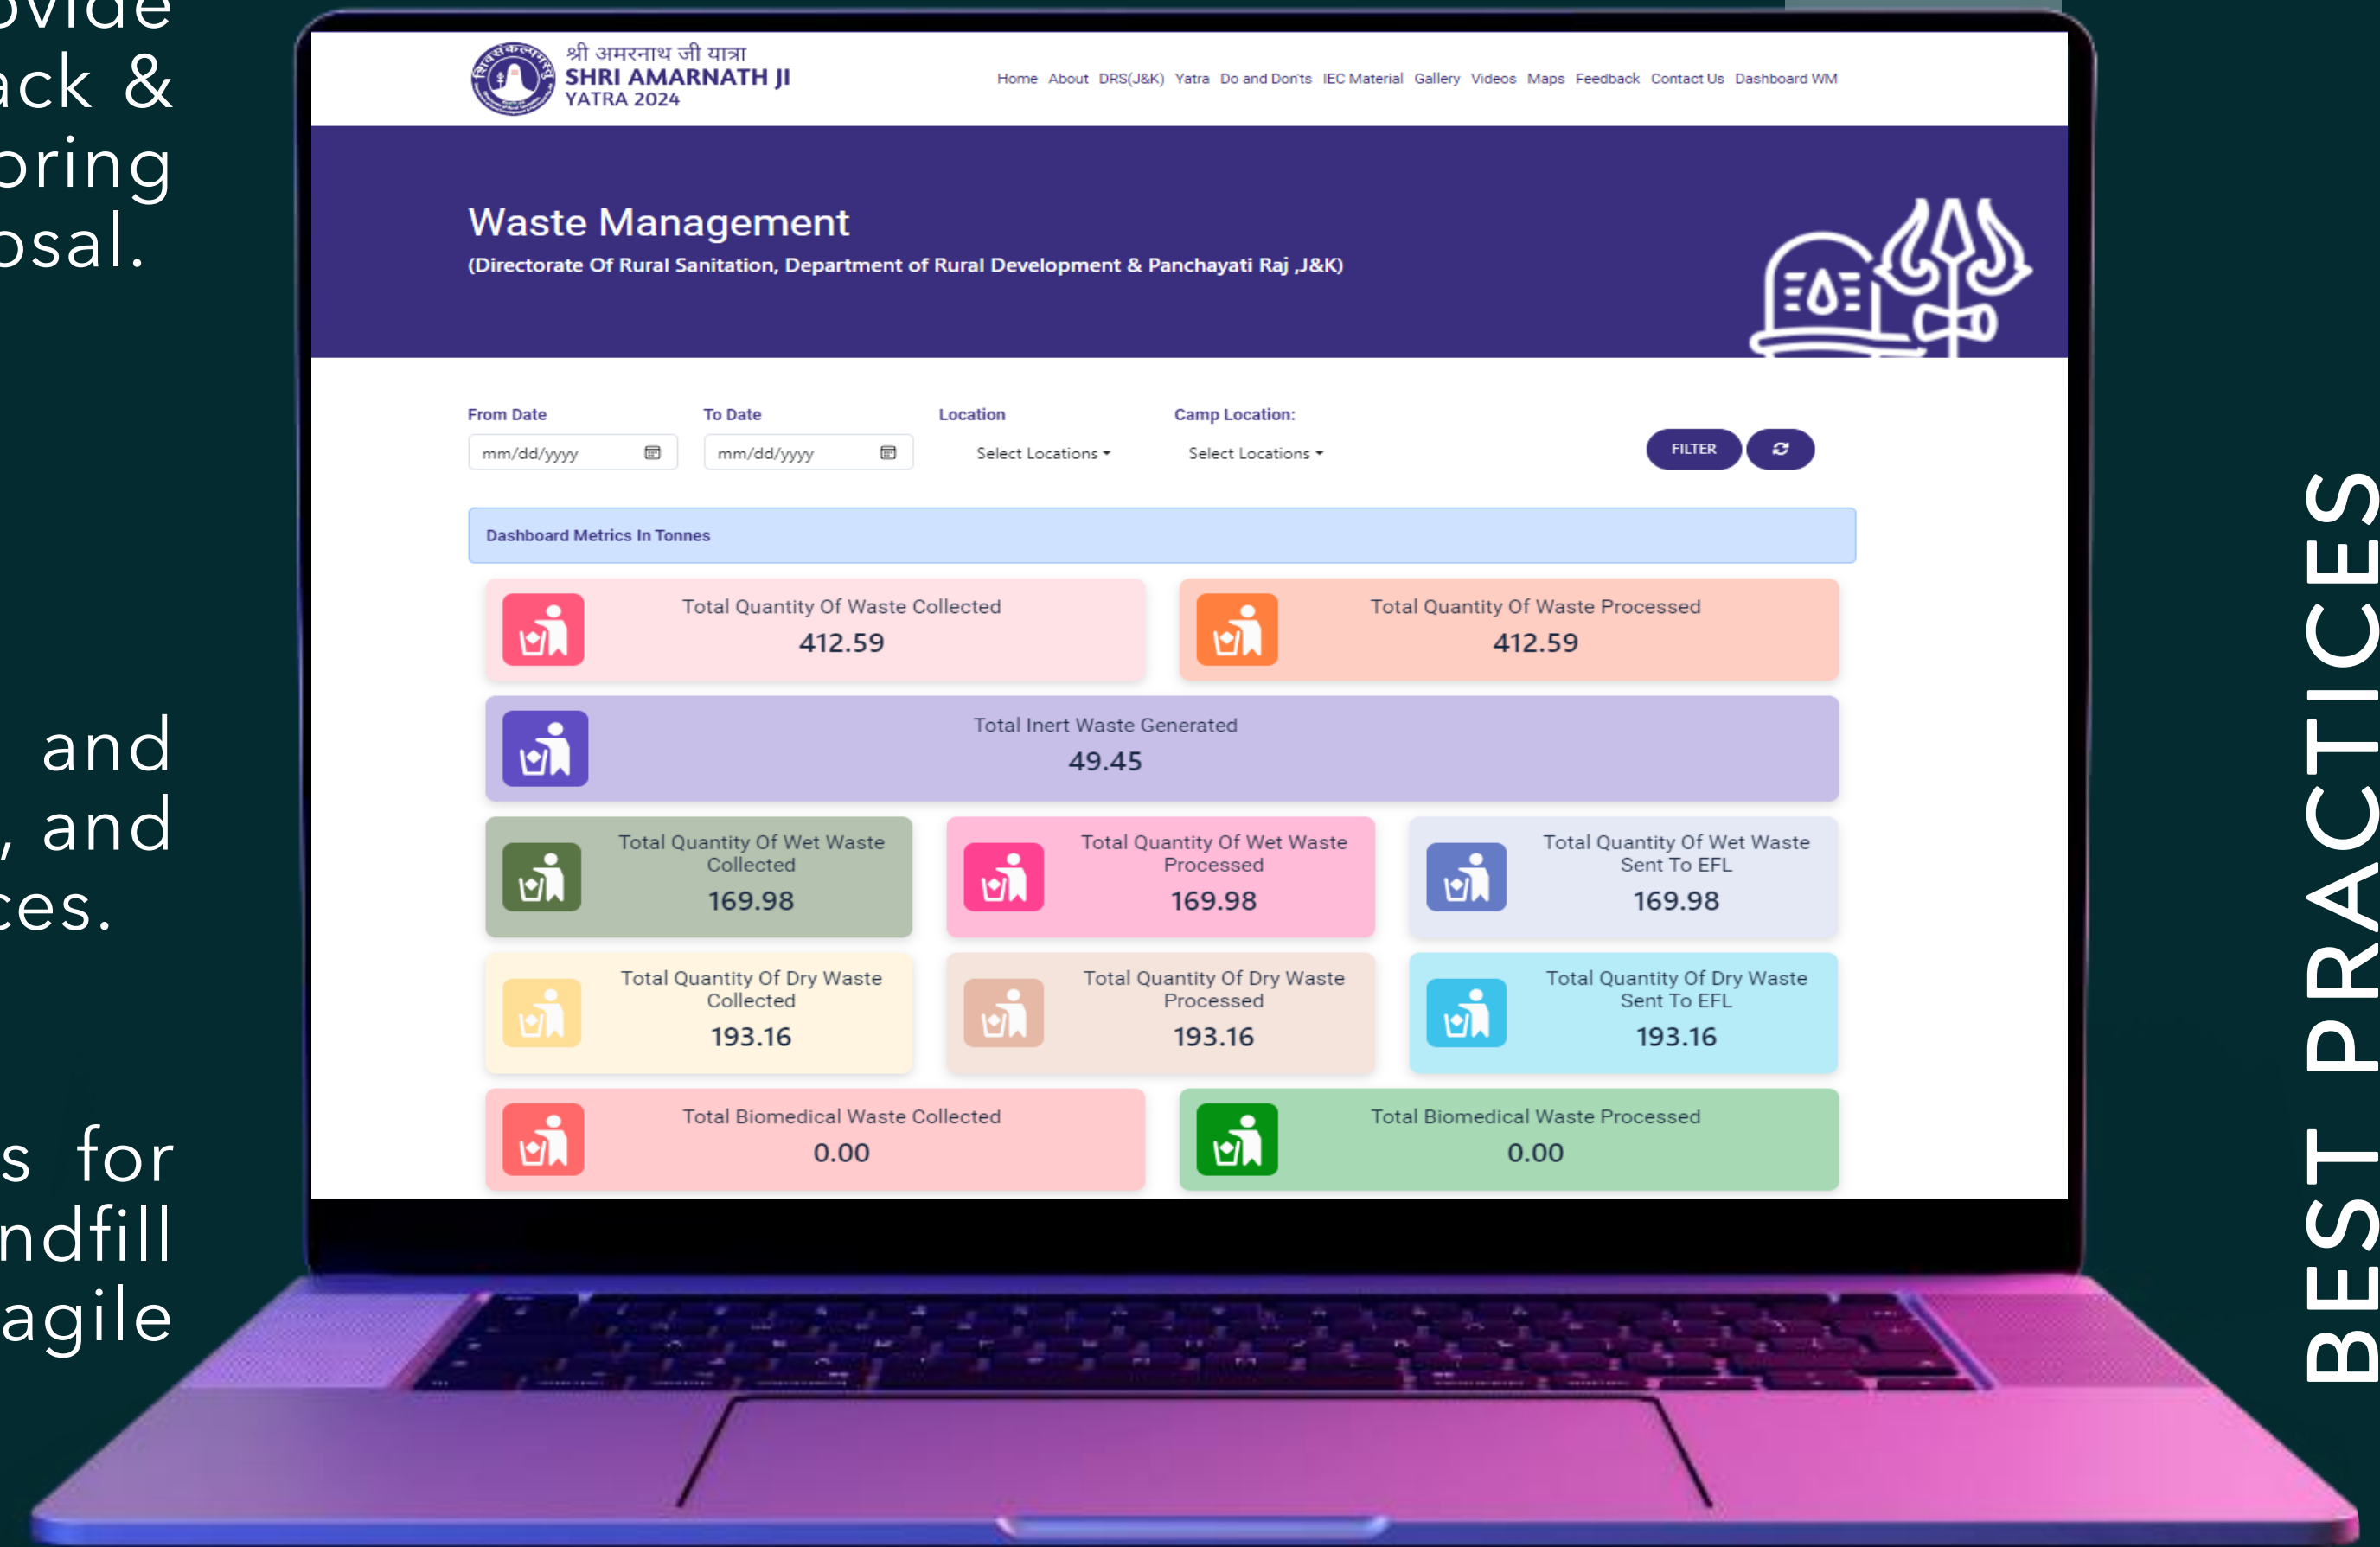 ack &
oring
osal.
and
, and
ces.
s for
ndfill
agile
श्री अमरनाथ जी यात्रा
SHRI AMARNATH JI
YATRA 2024
Home About DRS(J&K) Yatra Do and Don'ts IEC Material Gallery Videos Maps Feedback Contact Us Dashboard WM
Waste Management
(Directorate Of Rural Sanitation, Department of Rural Development & Panchayati Raj ,J&K)
From Date
To Date
Location
Camp Location:
mm/dd/yyyy
mm/dd/yyyy
Select Locations
Select Locations
FILTER
Dashboard Metrics In Tonnes
Total Quantity Of Waste Collected
412.59
Total Quantity Of Waste Processed
412.59
Total Inert Waste Generated
49.45
Total Quantity Of Wet Waste
Collected
169.98
Total Quantity Of Wet Waste
Processed
169.98
Total Quantity Of Wet Waste
Sent To EFL
169.98
Total Quantity Of Dry Waste
Collected
193.16
Total Quantity Of Dry Waste
Processed
193.16
Total Quantity Of Dry Waste
Sent To EFL
193.16
Total Biomedical Waste Collected
0.00
Total Biomedical Waste Processed
0.00
BEST PRACTICES